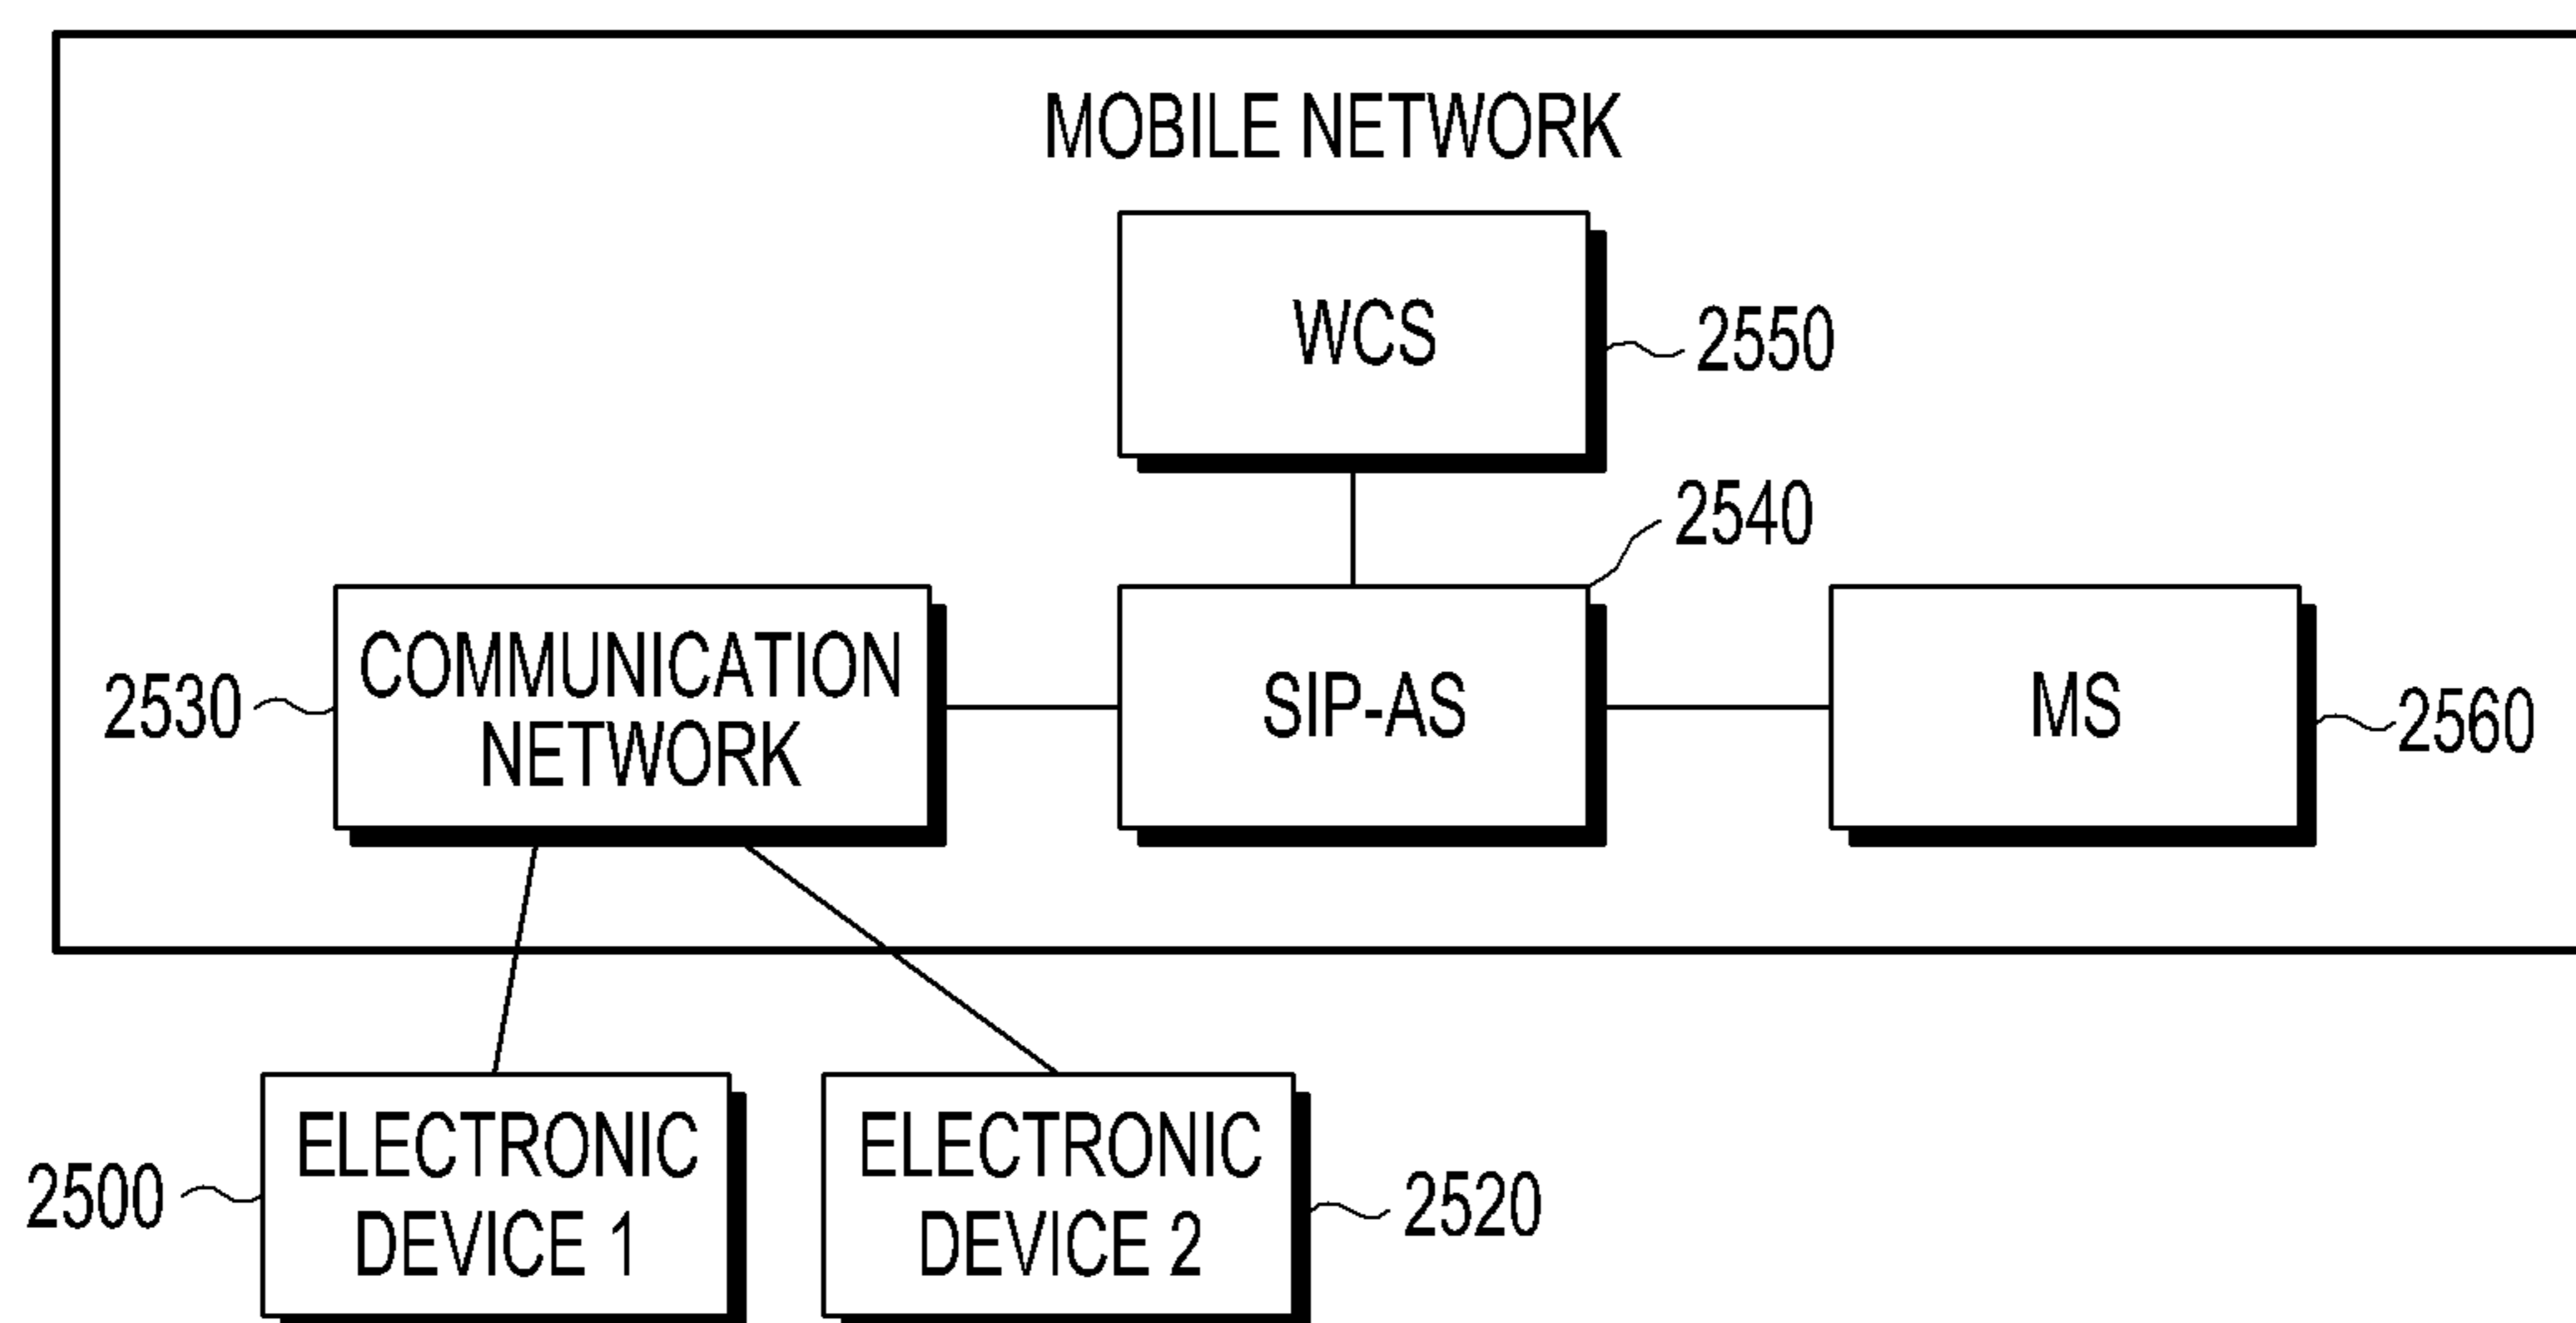 MOBILE NETWORK
WCS
2550
2540
2530
COMMUNICATION
NETWORK
SIP-AS
MS
2560
2500
ELECTRONIC
DEVICE 1
ELECTRONIC
DEVICE 2
2520